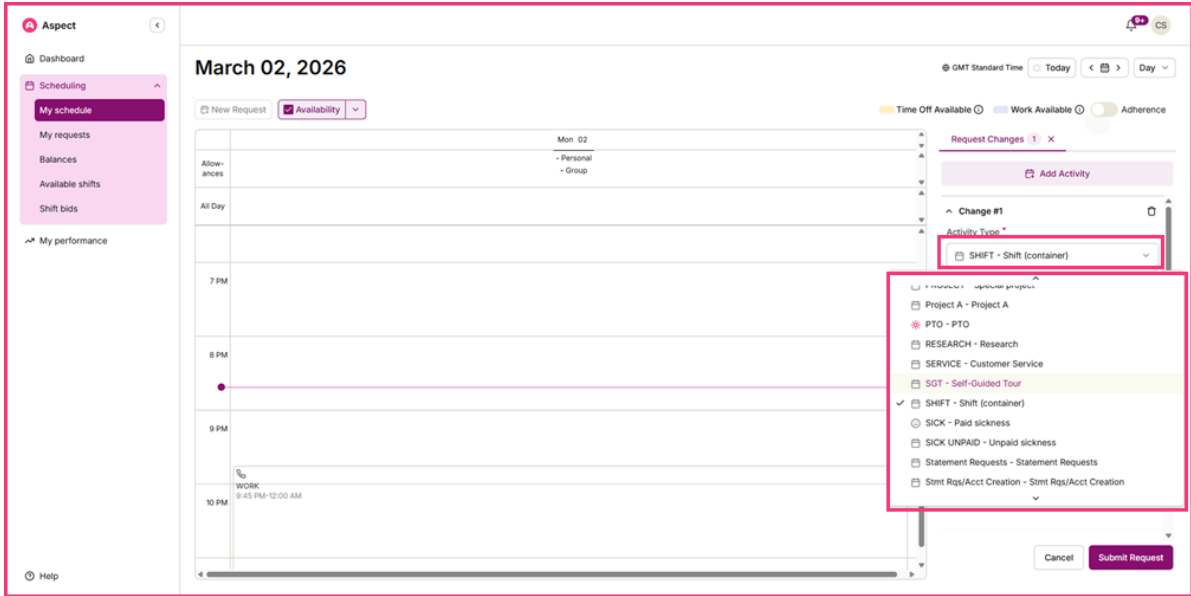 Aspect
9+
CS
Dashboard
Scheduling
My schedule
My requests
Balances
Available shifts
Shift bids
My performance
Help
March 02, 2026
GMT Standard Time
Today
Day
New Request
Availability
Time Off Available
Work Available
Adherence
Mon 02
Allow-
ances
- Personal
- Group
All Day
7 PM
8 PM
9 PM
WORK
9:45 PM-12:00 AM
10 PM
Request Changes 1
Add Activity
Change #1
Activity Type *
SHIFT - Shift (container)
PROJECT - Special project
Project A - Project A
PTO - PTO
RESEARCH - Research
SERVICE - Customer Service
SGT - Self-Guided Tour
SHIFT - Shift (container)
SICK - Paid sickness
SICK UNPAID - Unpaid sickness
Statement Requests - Statement Requests
Stmt Rqs/Acct Creation - Stmt Rqs/Acct Creation
Cancel
Submit Request